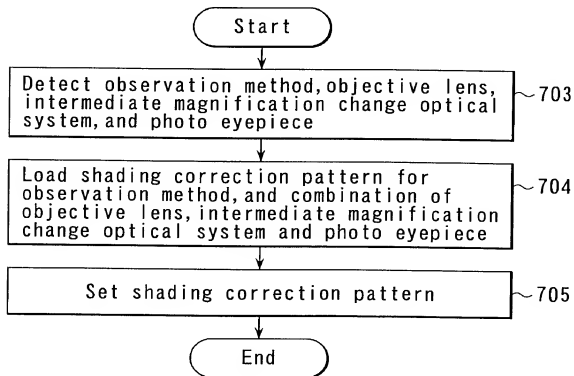 Start
Detect observation method, objective lens,
intermediate magnification change optical
system, and photo eyepiece
703
Load shading correction pattern for
observation method, and combination of
objective lens, intermediate magnification
change optical system and photo eyepiece
704
Set shading correction pattern
705
End